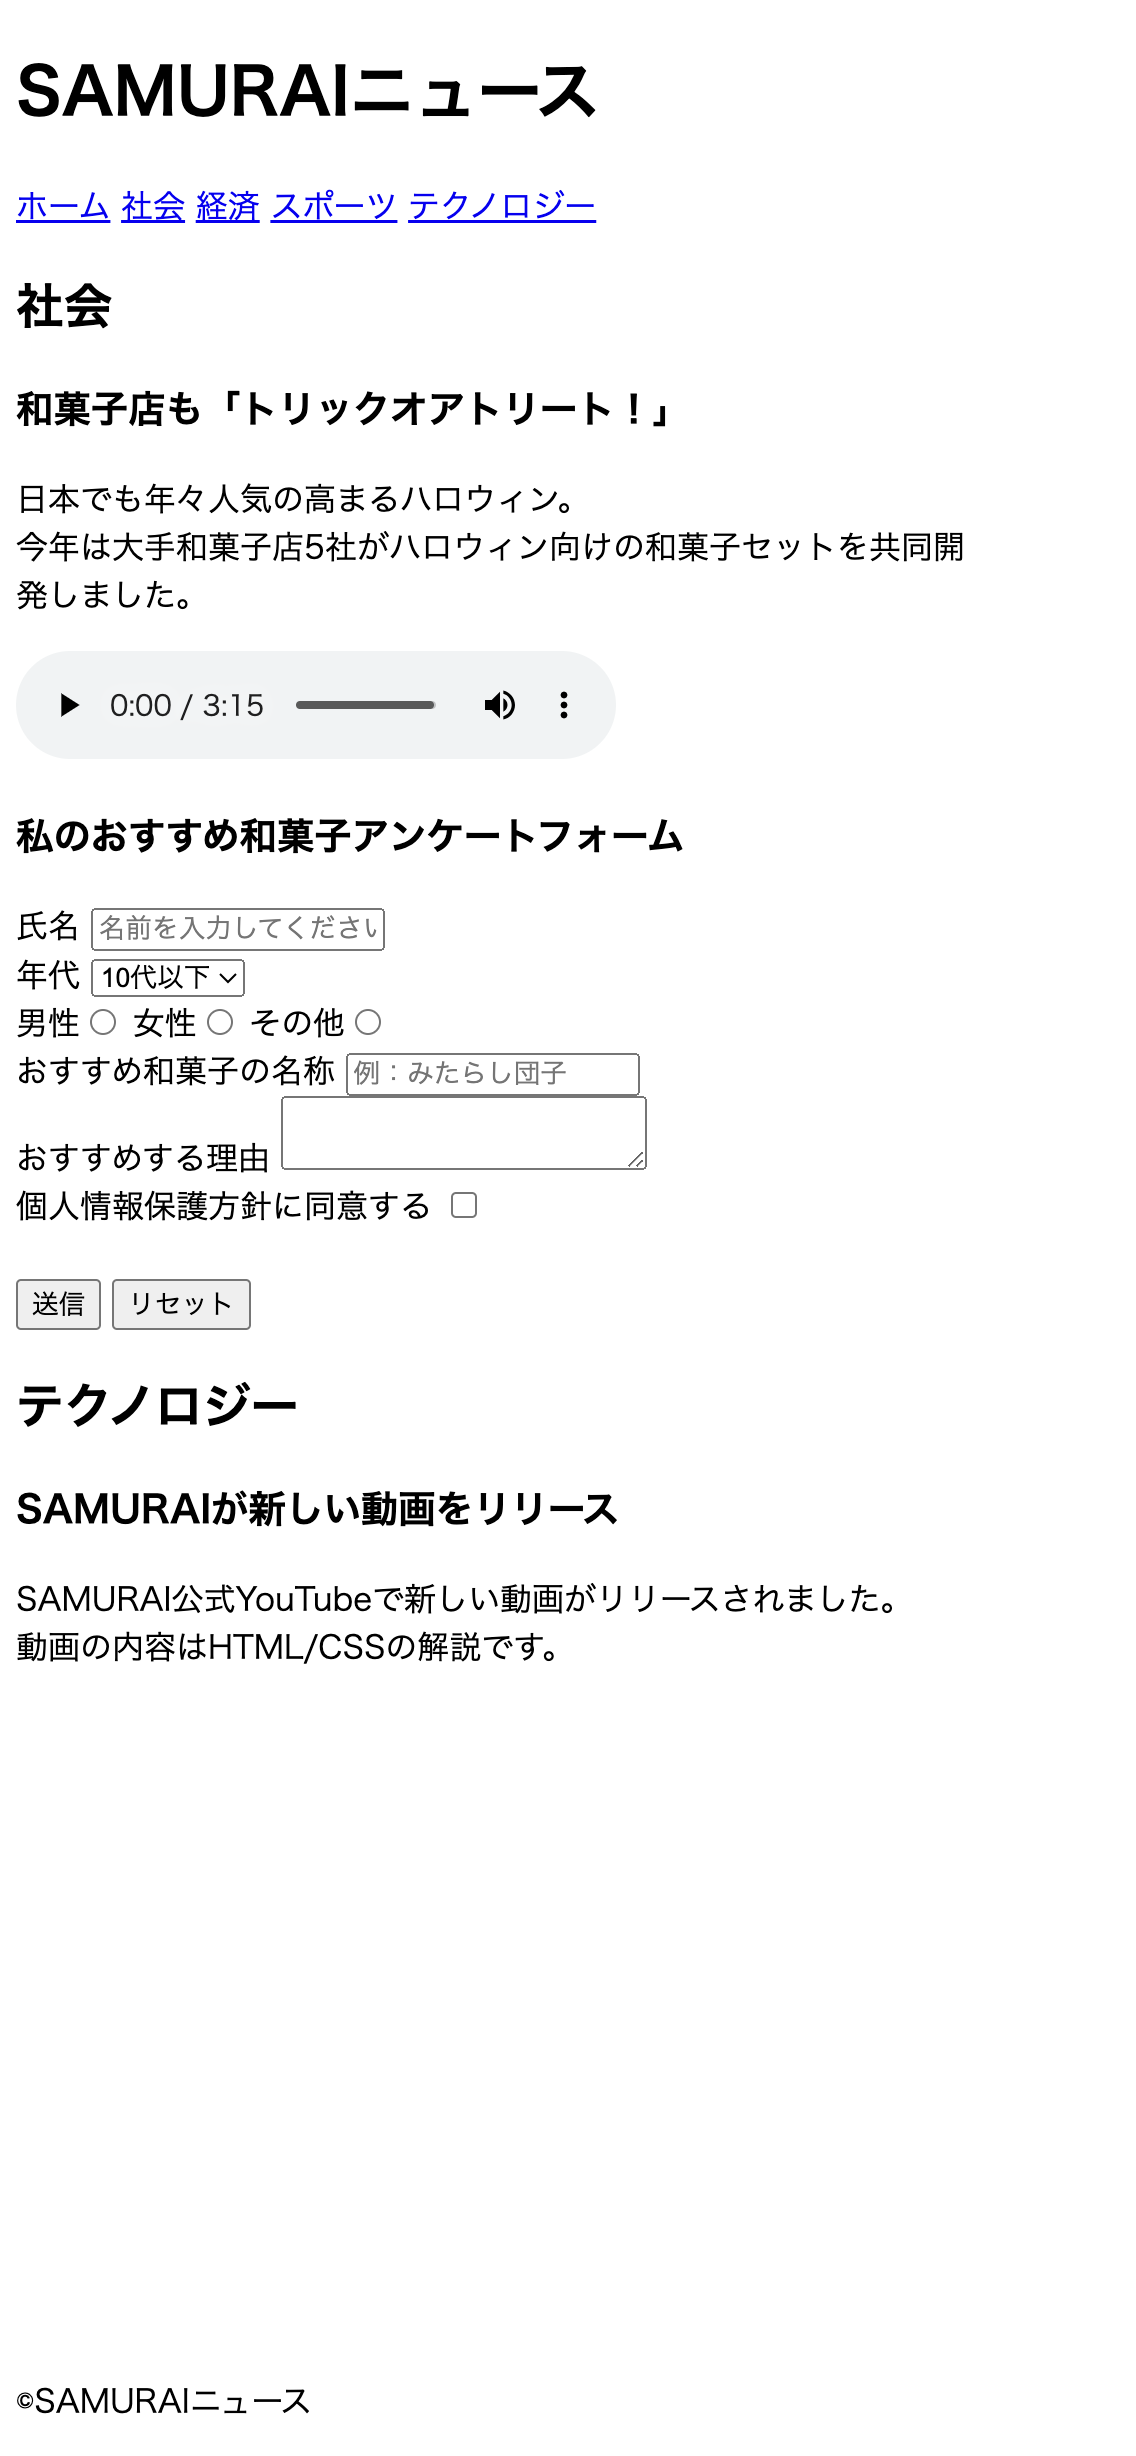 SAMURAIニュース
ホーム 社会 経済 スポーツ テクノロジー
社会
和菓子店も「トリックオアトリート！」
日本でも年々人気の高まるハロウィン。
今年は大手和菓子店5社がハロウィン向けの和菓子セットを共同開
発しました。
0:00 / 3:15
私のおすすめ和菓子アンケートフォーム
氏名 名前を入力してください
年代 10代以下
男性 女性 その他
おすすめ和菓子の名称 例：みたらし団子
おすすめする理由
個人情報保護方針に同意する
送信 リセット
テクノロジー
SAMURAIが新しい動画をリリース
SAMURAI公式YouTubeで新しい動画がリリースされました。
動画の内容はHTML/CSSの解説です。
©SAMURAIニュース